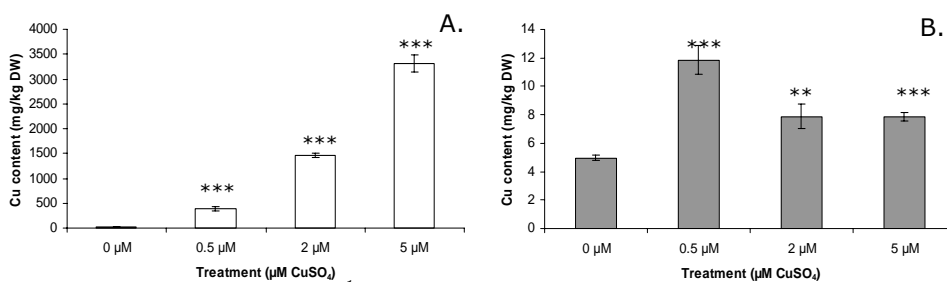 A.
Cu content (mg/kg DW)
4000
3500
3000
2500
2000
1500
1000
500
0
***
***
***
0 µM
0.5 µM
2 µM
5 µM
Treatment (µM CuSO₄)
B.
Cu content (mg/kg DW)
14
12
10
8
6
4
2
0
***
**
***
0 µM
0.5 µM
2 µM
5 µM
Treatment (µM CuSO₄)